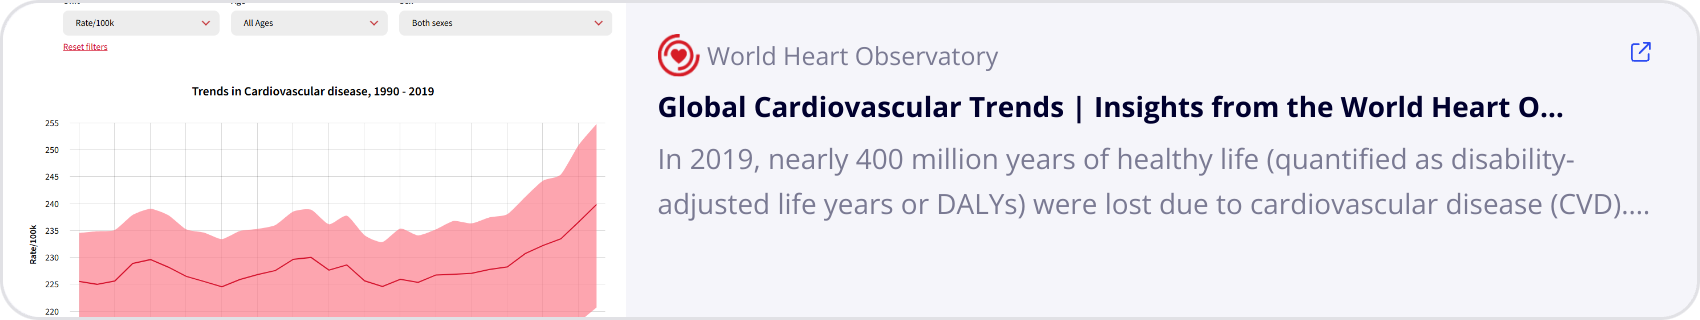 Rate/100k
All Ages
Both sexes
Reset filters
Trends in Cardiovascular disease, 1990 - 2019
255
250
245
240
235
230
225
220
Rate/100k
World Heart Observatory
Global Cardiovascular Trends | Insights from the World Heart O...
In 2019, nearly 400 million years of healthy life (quantified as disability-
adjusted life years or DALYs) were lost due to cardiovascular disease (CVD)....